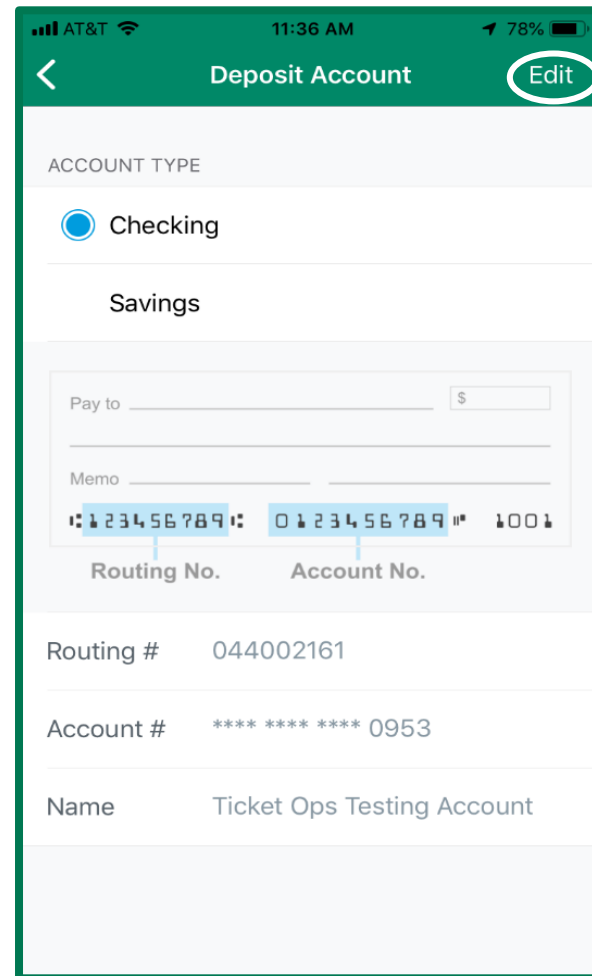 AT&T 11:36 AM 78%
Deposit Account Edit
ACCOUNT TYPE
Checking
Savings
Pay to $
Memo
⑆123456789⑆ 0123456789⑈ 1001
Routing No. Account No.
Routing # 044002161
Account # **** **** **** 0953
Name Ticket Ops Testing Account